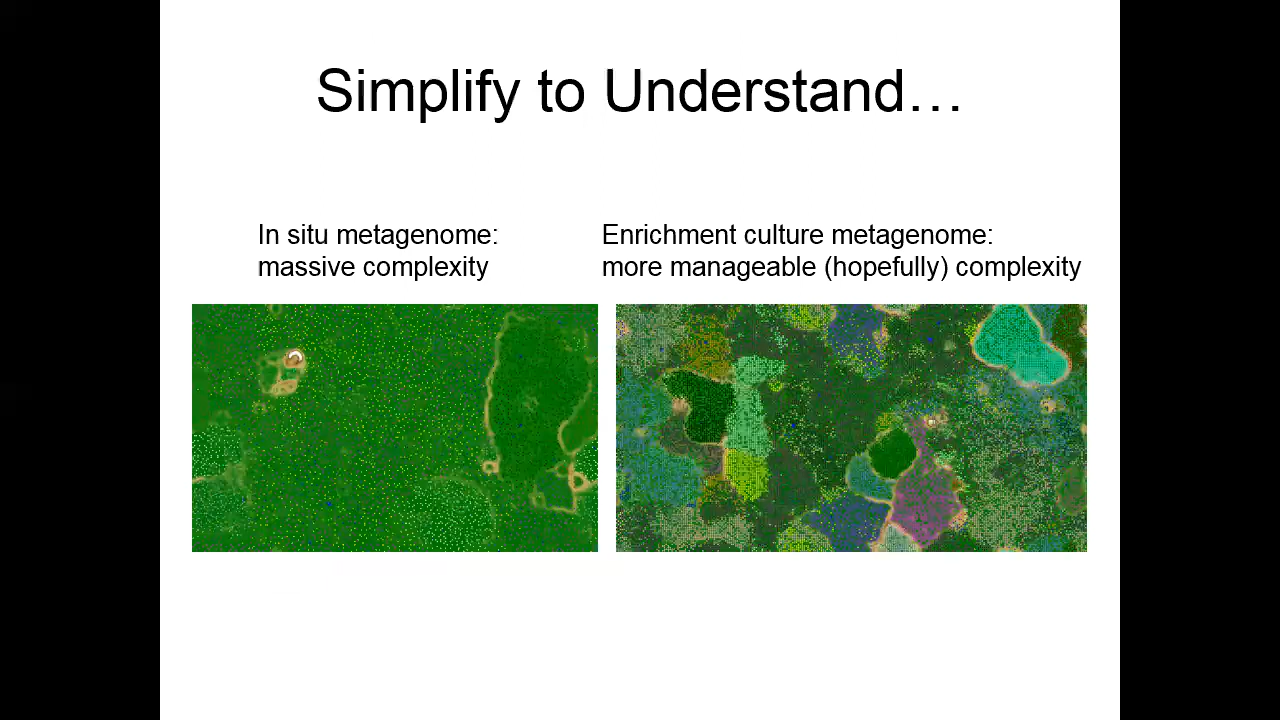 Simplify to Understand…
In situ metagenome:
massive complexity
Enrichment culture metagenome:
more manageable (hopefully) complexity